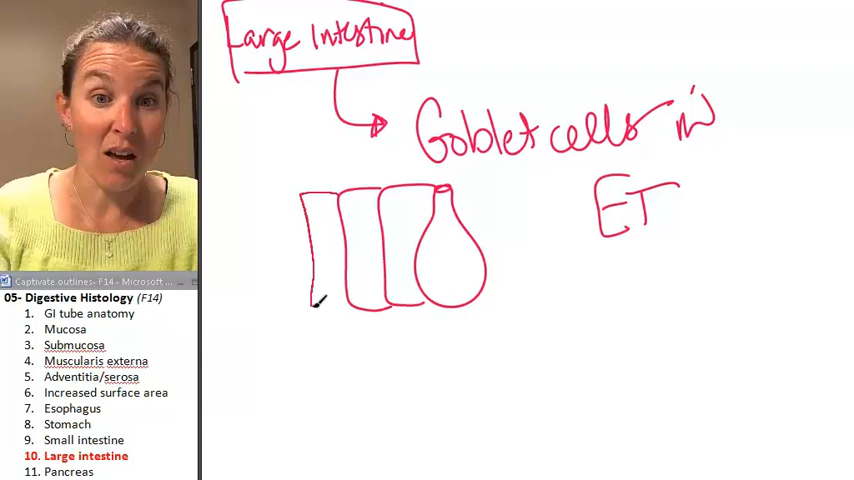 Large Intestine
Goblet cells in
ET
Captivate outlines- F14 - Microsoft ...
05- Digestive Histology (F14)
1. GI tube anatomy
2. Mucosa
3. Submucosa
4. Muscularis externa
5. Adventitia/serosa
6. Increased surface area
7. Esophagus
8. Stomach
9. Small intestine
10. Large intestine
11. Pancreas